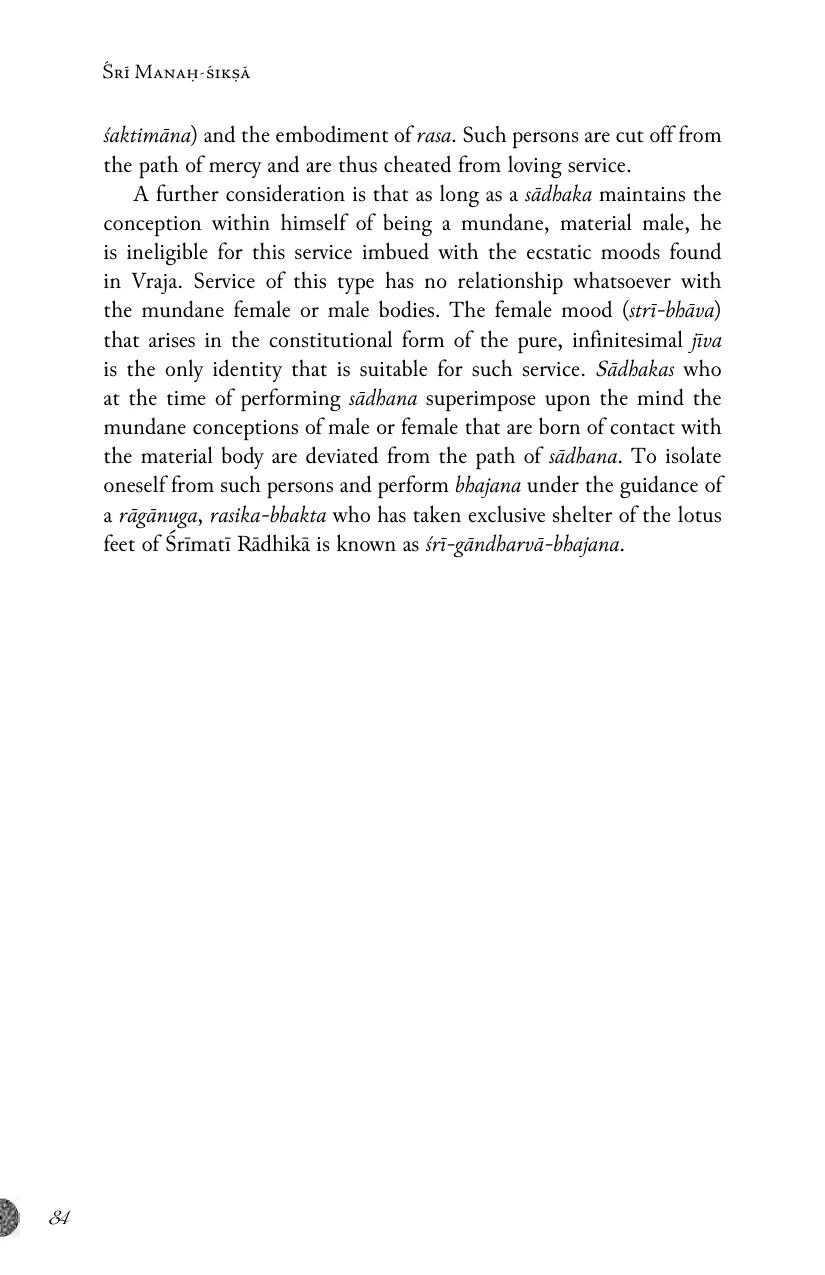 Śrī Manaḥ-śikṣā
śaktimāna) and the embodiment of rasa. Such persons are cut off from
the path of mercy and are thus cheated from loving service.
A further consideration is that as long as a sādhaka maintains the
conception within himself of being a mundane, material male, he
is ineligible for this service imbued with the ecstatic moods found
in Vraja. Service of this type has no relationship whatsoever with
the mundane female or male bodies. The female mood (strī-bhāva)
that arises in the constitutional form of the pure, infinitesimal jīva
is the only identity that is suitable for such service. Sādhakas who
at the time of performing sādhana superimpose upon the mind the
mundane conceptions of male or female that are born of contact with
the material body are deviated from the path of sādhana. To isolate
oneself from such persons and perform bhajana under the guidance of
a rāgānuga, rasika-bhakta who has taken exclusive shelter of the lotus
feet of Śrīmatī Rādhikā is known as śrī-gāndharvā-bhajana.
84